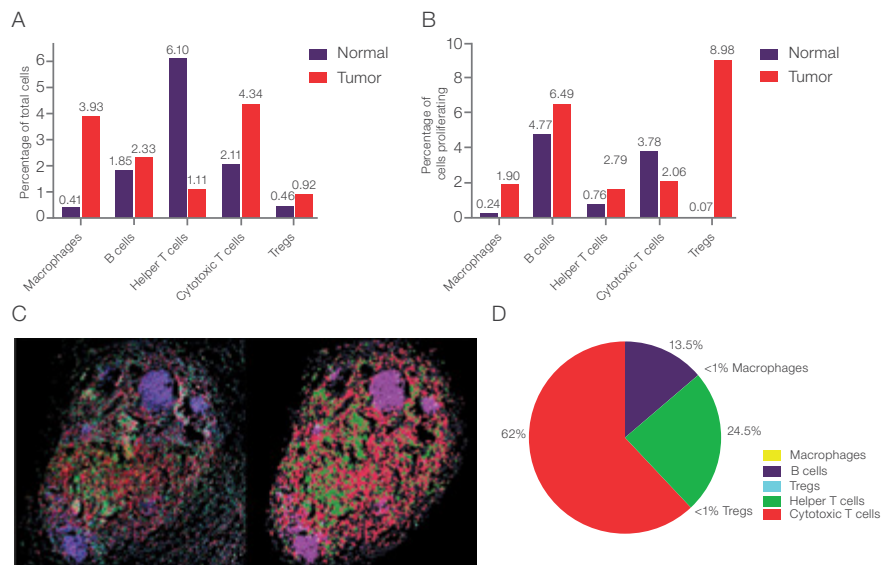 A
Percentage of total cells
6
5
4
3
2
1
0
0.41
3.93
1.85
2.33
6.10
1.11
2.11
4.34
0.46
0.92
Macrophages
B cells
Helper T cells
Cytotoxic T cells
Tregs
Normal
Tumor
B
Percentage of
cells proliferating
10
8
6
4
2
0
0.24
1.90
4.77
6.49
0.76
2.79
3.78
2.06
0.07
8.98
Macrophages
B cells
Helper T cells
Cytotoxic T cells
Tregs
Normal
Tumor
C
D
13.5%
<1% Macrophages
24.5%
<1% Tregs
62%
Macrophages
B cells
Tregs
Helper T cells
Cytotoxic T cells